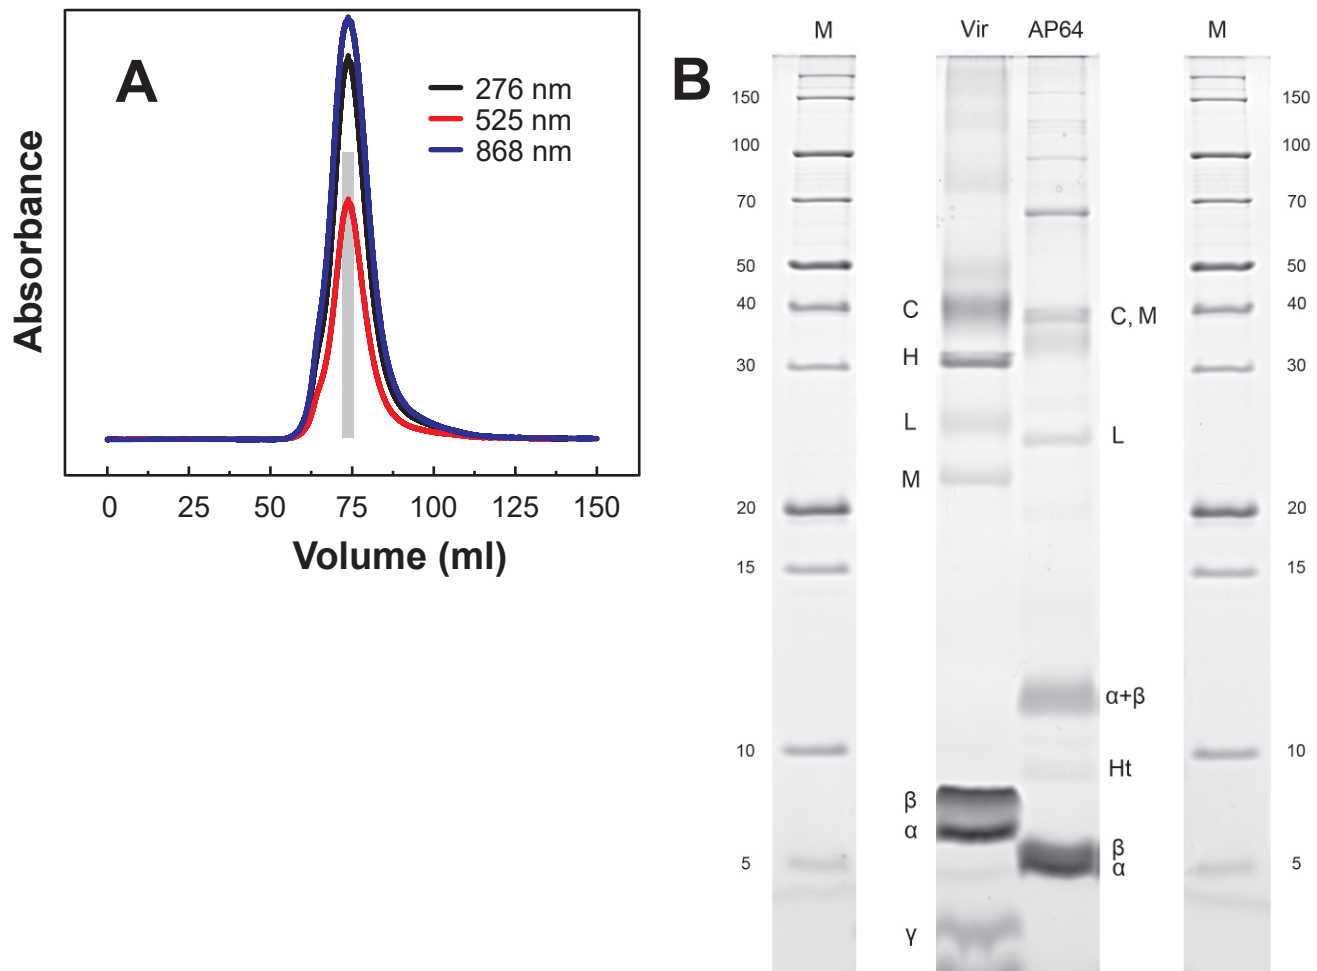 A
276 nm
525 nm
868 nm
Absorbance
0 25 50 75 100 125 150
Volume (ml)
B
M Vir AP64 M
150 150
100 100
70 70
50 50
40 C C, M 40
H
30 30
L L
M
20 20
15 15
α+β
10 Ht 10
β
α
β
5 α 5
γ